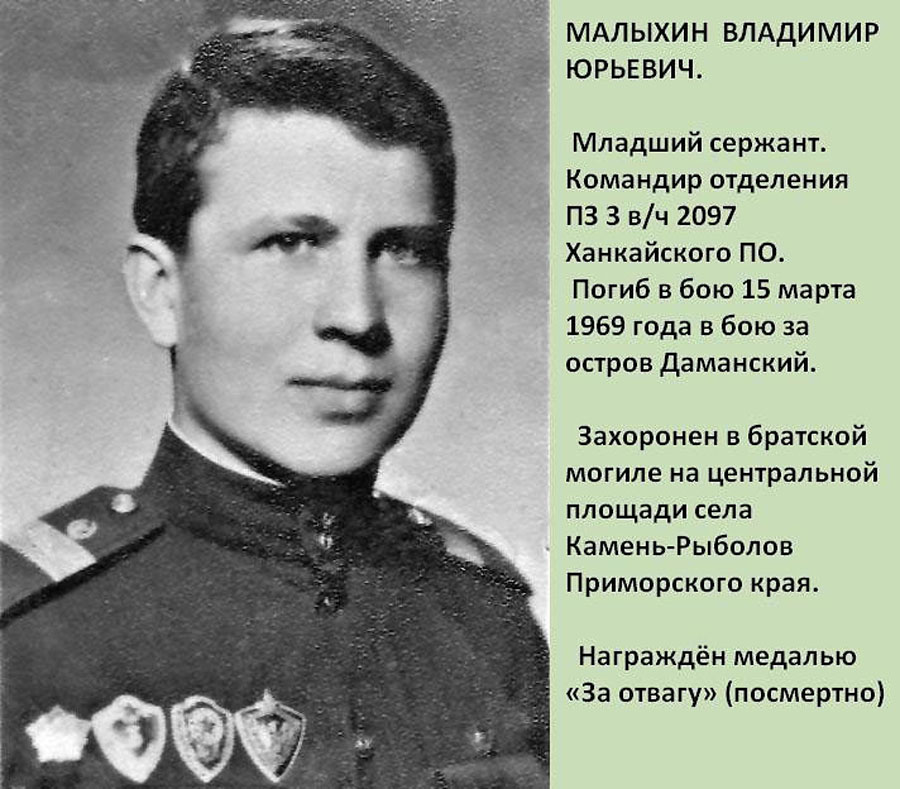 МАЛЫХИН ВЛАДИМИР
ЮРЬЕВИЧ.
Младший сержант.
Командир отделения
ПЗ 3 в/ч 2097
Ханкайского ПО.
Погиб в бою 15 марта
1969 года в бою за
остров Даманский.
Захоронен в братской
могиле на центральной
площади села
Камень-Рыболов
Приморского края.
Награждён медалью
«За отвагу» (посмертно)